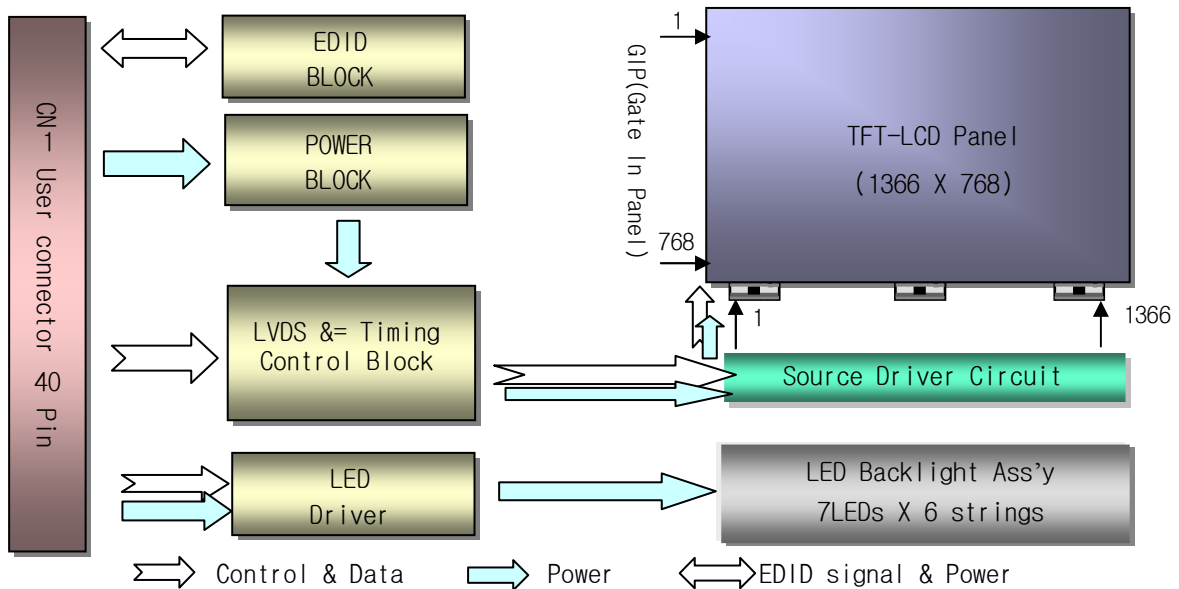 CN-1 User connector 40 Pin
EDID
BLOCK
POWER
BLOCK
LVDS &= Timing
Control Block
LED
Driver
1
GIP(Gate In Panel)
768
TFT-LCD Panel
(1366 X 768)
1
1366
Source Driver Circuit
LED Backlight Ass'y
7LEDs X 6 strings
Control & Data
Power
EDID signal & Power